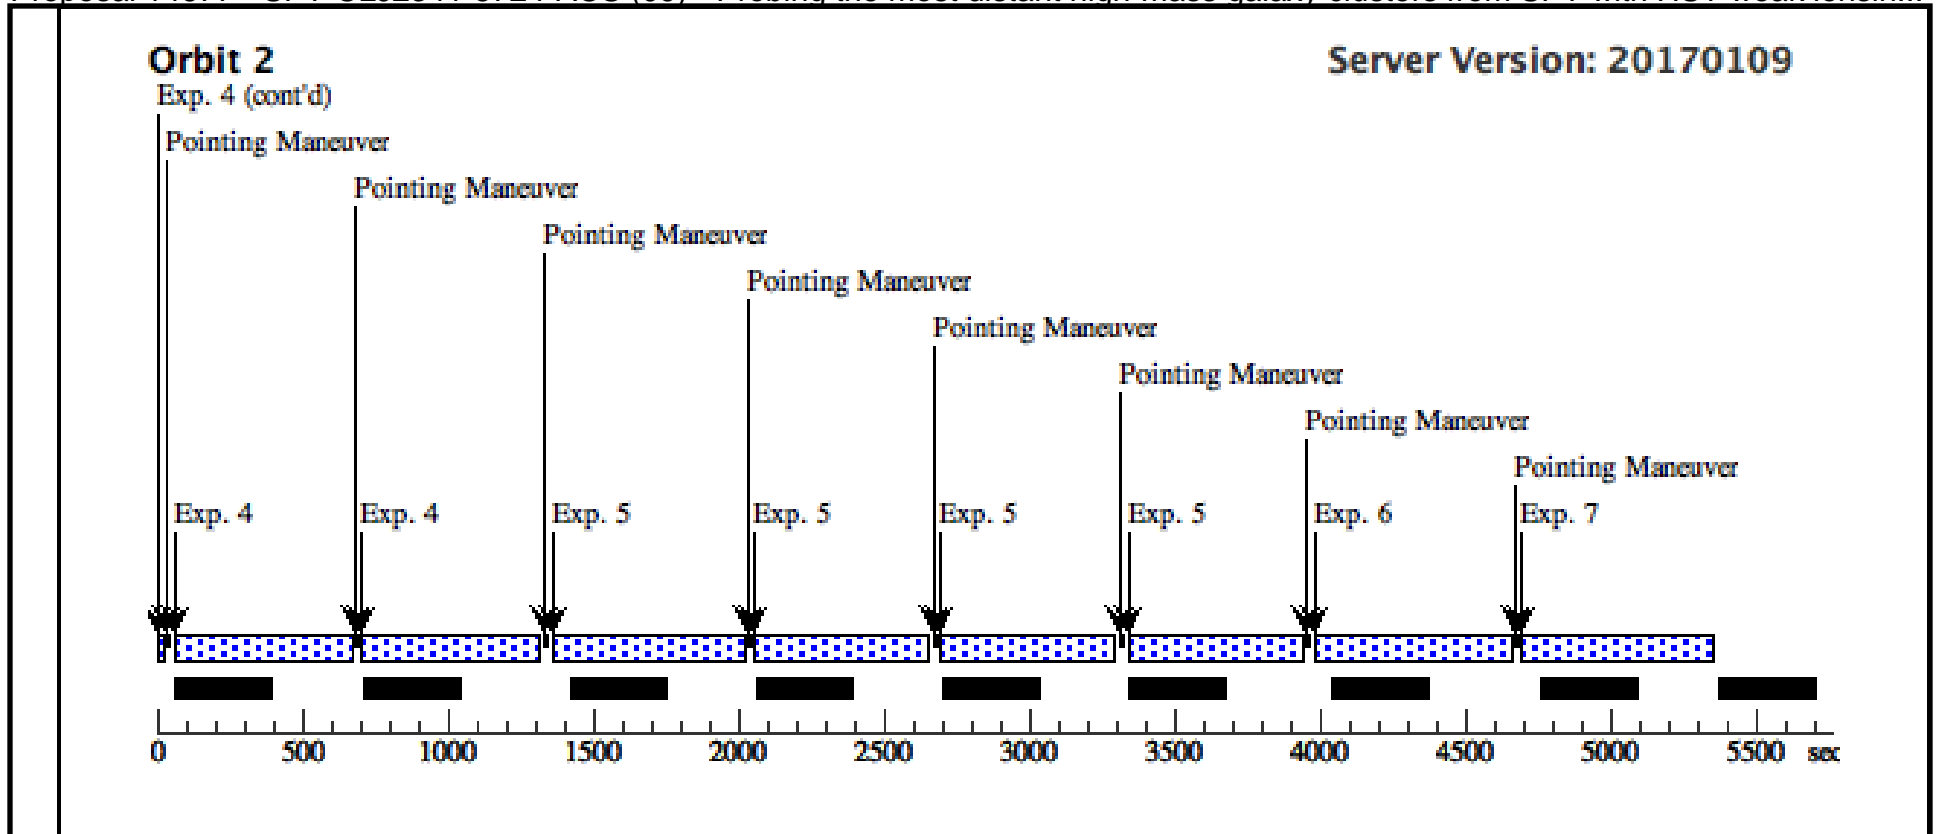 Orbit 2
Server Version: 20170109
Exp. 4 (cont'd)
Pointing Maneuver
Pointing Maneuver
Pointing Maneuver
Pointing Maneuver
Pointing Maneuver
Pointing Maneuver
Pointing Maneuver
Pointing Maneuver
Exp. 4 Exp. 4 Exp. 5 Exp. 5 Exp. 5 Exp. 5 Exp. 6 Exp. 7
0 500 1000 1500 2000 2500 3000 3500 4000 4500 5000 5500 sec